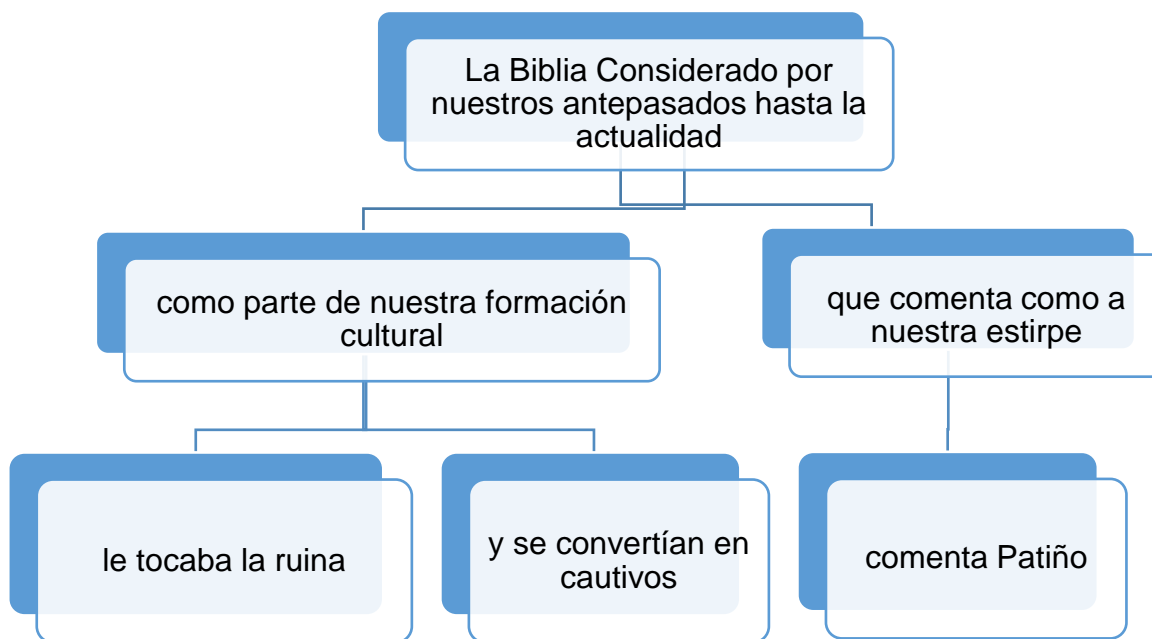 La Biblia Considerado por
nuestros antepasados hasta la
actualidad
como parte de nuestra formación
cultural
que comenta como a
nuestra estirpe
le tocaba la ruina
y se convertían en
cautivos
comenta Patiño